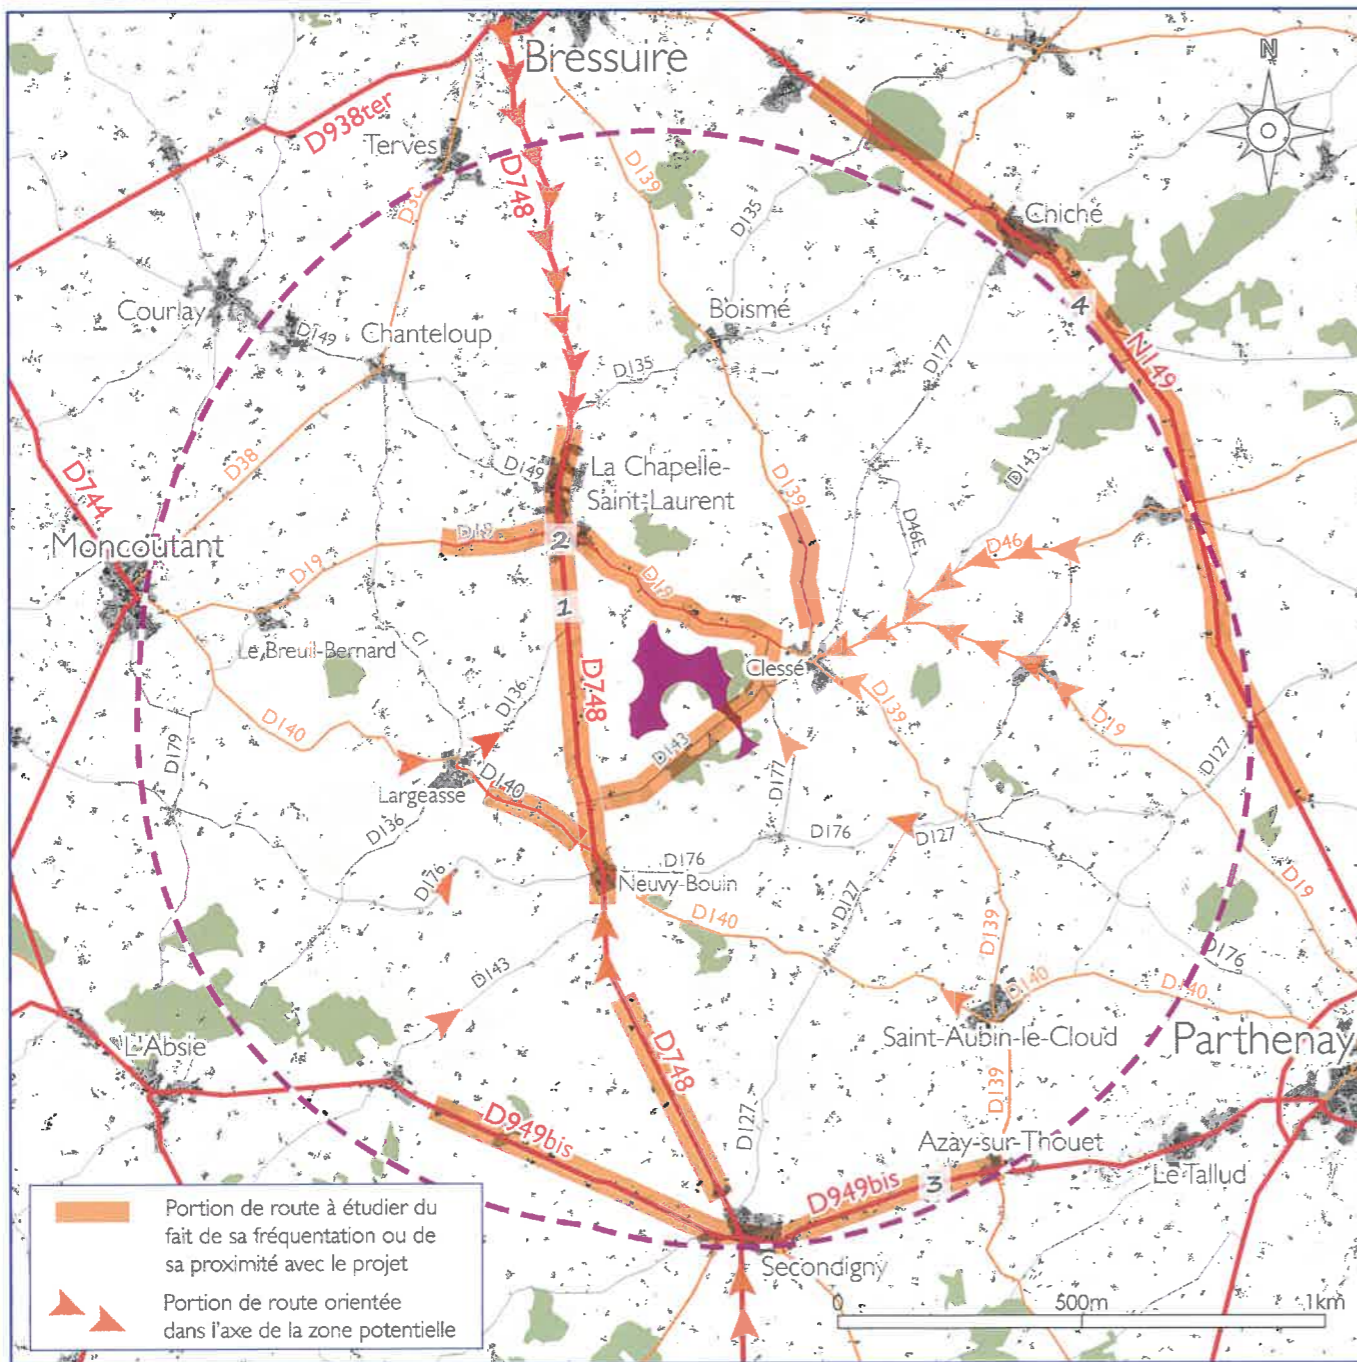 Bressuire
N
D938ter
Terves
D748
D139
D135
Chiché
Courlay
D149
Chanteloup
Boismé
4
D135
D177
N149
D38
D744
D149
La Chapelle-
Saint-Laurent
D139
D143
D46E
Moncoutant
D19
2
D46
D19
D19
1
C1
Le Breuil-Bernard
D748
Clessé
D136
D139
D19
D140
D179
D143
D177
D127
Largeasse
D140
D136
D176
D127
D176
D176
Neuvy-Bouin
D127
D19
D140
D139
D176
D143
D140
D140
Saint-Aubin-le-Cloud
Parthenay
L'Absie
D748
D139
D127
D949bis
Azay-sur-Thouet
Le Tallud
D949bis
3
Secondigny
Portion de route à étudier du
fait de sa fréquentation ou de
sa proximité avec le projet
Portion de route orientée
dans l'axe de la zone potentielle
0
500m
1km